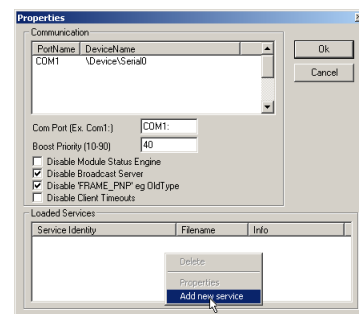 Properties
Communication
PortName DeviceName
COM1 \Device\Serial0
Ok
Cancel
Com Port (Ex. Com1:) COM1:
Boost Priority (10-90) 40
Disable Module Status Engine
Disable Broadcast Server
Disable 'FRAME_PNP' eg OldType
Disable Client Timeouts
Loaded Services
Service Identity Filename Info
Delete
Properties
Add new service